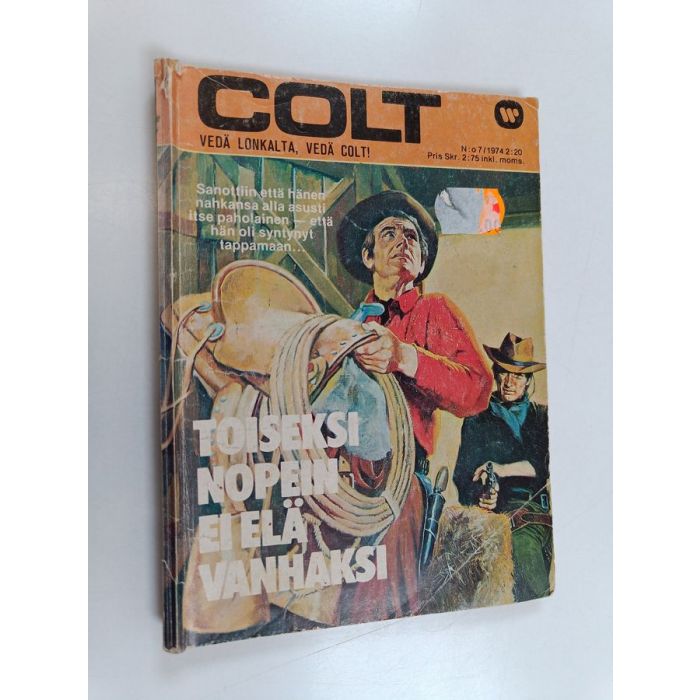 COLT
VEDÄ LONKALTA, VEDÄ COLT!
N:o 7/1974 2:20
Pris Skr. 2:75 inkl. moms.
Sanottiin että hänen
nahkansa alla asusti
itse paholainen — että
hän oli syntynyt
tappamaan...
TOISEKSI
NOPEIN
EI ELÄ
VANHAKSI